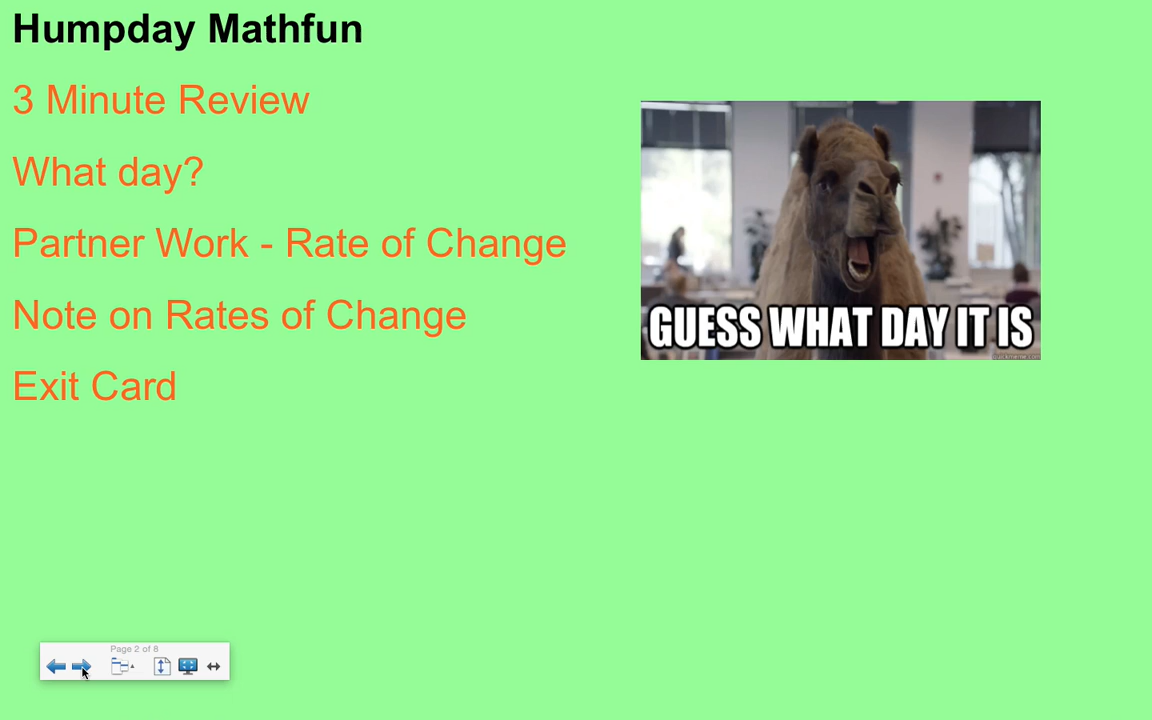 Humpday Mathfun
3 Minute Review
What day?
Partner Work - Rate of Change
Note on Rates of Change
Exit Card
GUESS WHAT DAY IT IS
Page 2 of 8